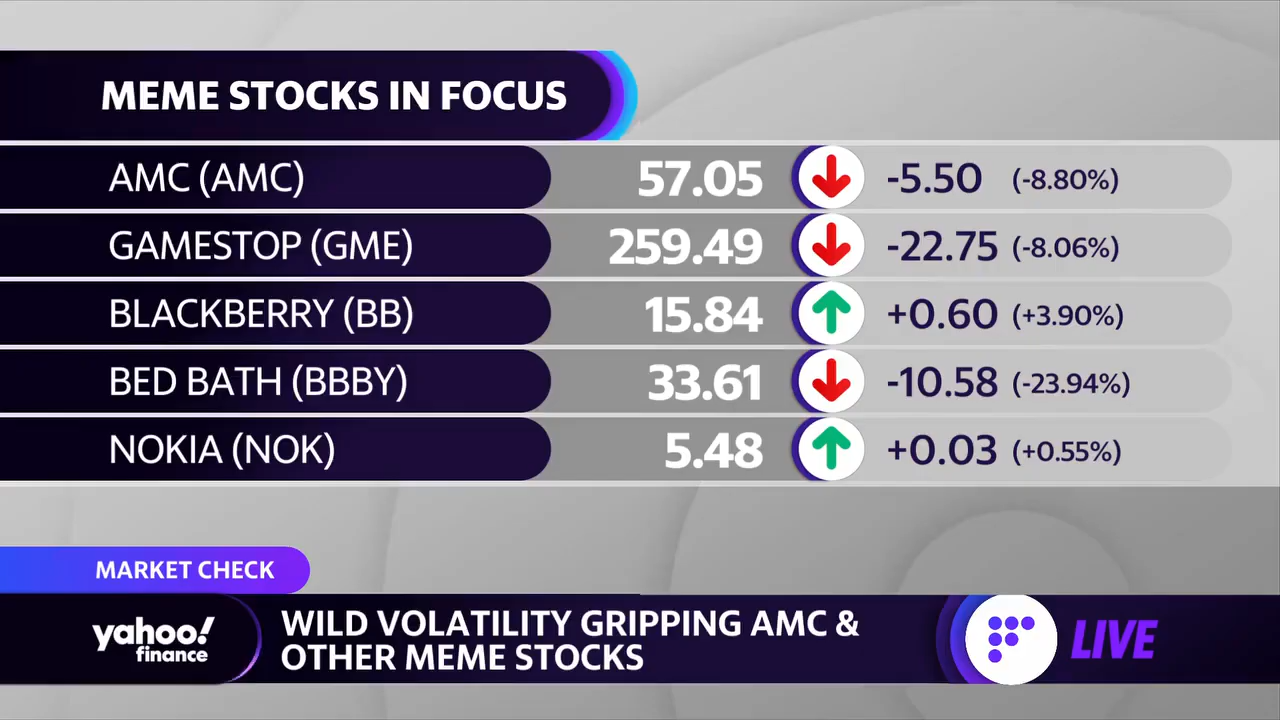 MEME STOCKS IN FOCUS
AMC (AMC) 57.05 -5.50 (-8.80%)
GAMESTOP (GME) 259.49 -22.75 (-8.06%)
BLACKBERRY (BB) 15.84 +0.60 (+3.90%)
BED BATH (BBBY) 33.61 -10.58 (-23.94%)
NOKIA (NOK) 5.48 +0.03 (+0.55%)
MARKET CHECK
yahoo!
finance
WILD VOLATILITY GRIPPING AMC &
OTHER MEME STOCKS
LIVE